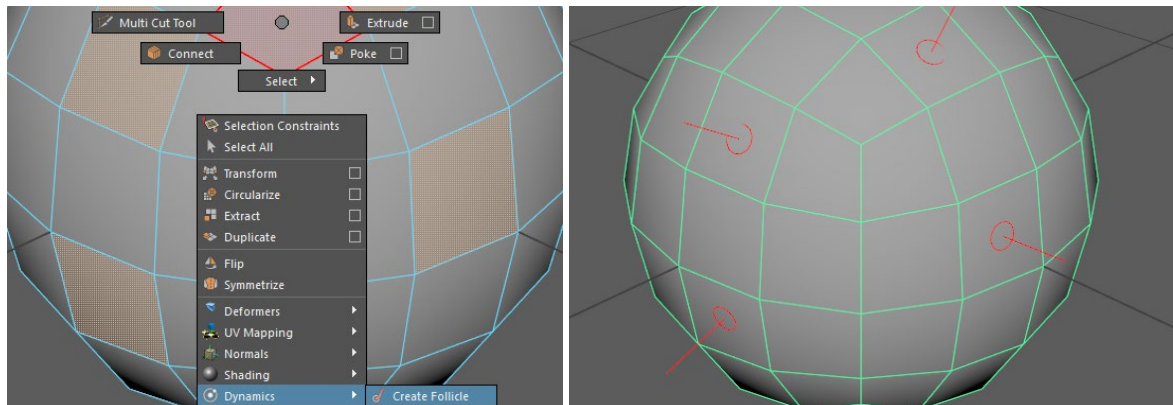 Multi Cut Tool
Extrude
Connect
Poke
Select
Selection Constraints
Select All
Transform
Circularize
Extract
Duplicate
Flip
Symmetrize
Deformers
UV Mapping
Normals
Shading
Dynamics
Create Follicle